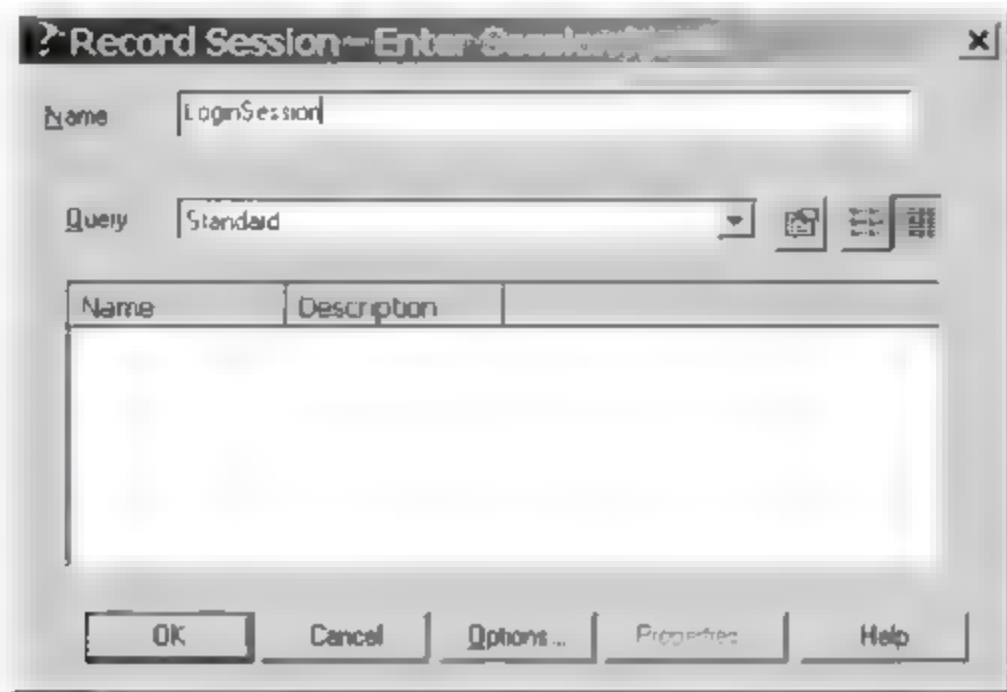 Record Session - Enter
Name LoginSession
Query Standard
Name Description
OK Cancel Options... Properties Help